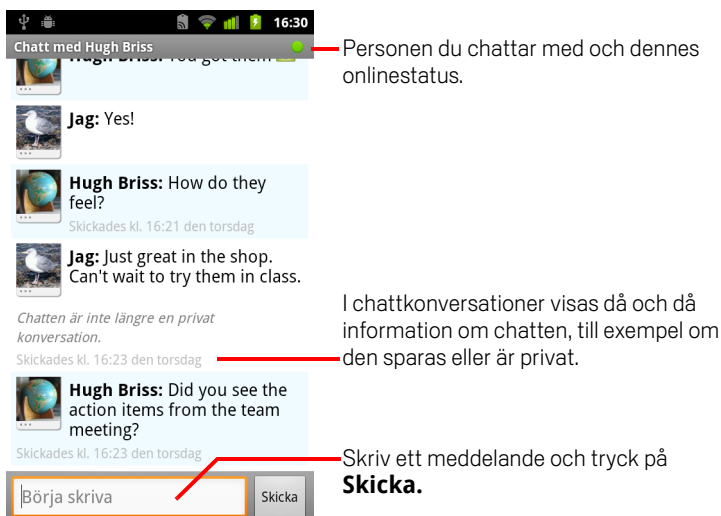 16:30
Chatt med Hugh Briss
Personen du chattar med och dennes
onlinestatus.
Hugh Briss: You got them
Jag: Yes!
Hugh Briss: How do they
feel?
Skickades kl. 16:21 den torsdag
Jag: Just great in the shop.
Can't wait to try them in class.
Chatten är inte längre en privat
konversation.
Skickades kl. 16:23 den torsdag
I chattkonversationer visas då och då
information om chatten, till exempel om
den sparas eller är privat.
Hugh Briss: Did you see the
action items from the team
meeting?
Skickades kl. 16:23 den torsdag
Skriv ett meddelande och tryck på
Skicka.
Börja skriva
Skicka